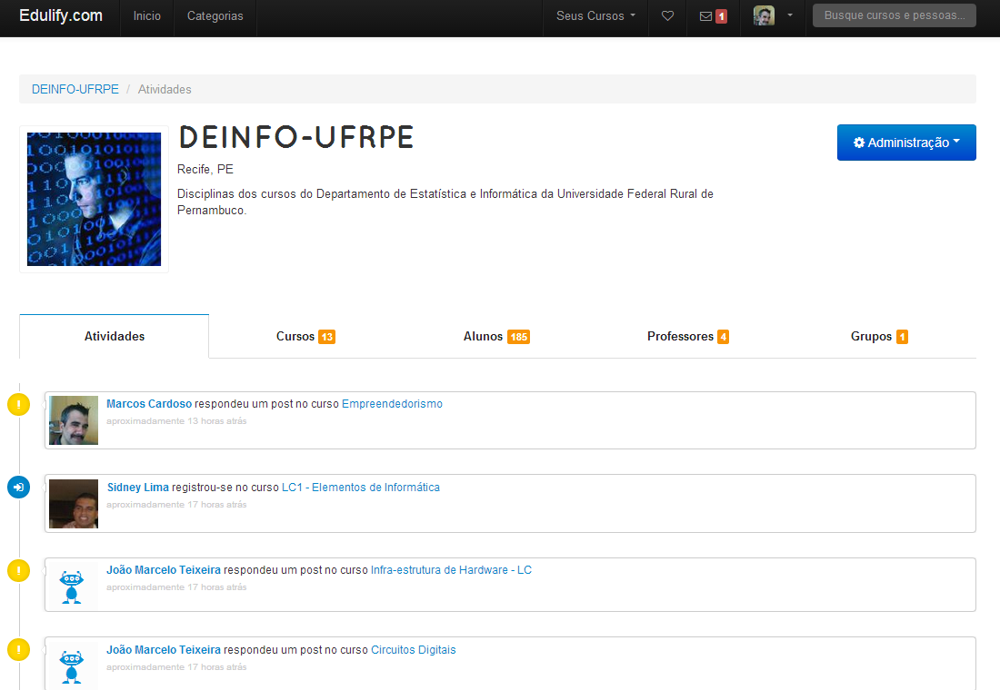 Edulify.com Inicio Categorias Seus Cursos 1 Busque cursos e pessoas...
DEINFO-UFRPE / Atividades
DEINFO-UFRPE
Administração
Recife, PE
Disciplinas dos cursos do Departamento de Estatística e Informática da Universidade Federal Rural de
Pernambuco.
Atividades Cursos 13 Alunos 185 Professores 4 Grupos 1
Marcos Cardoso respondeu um post no curso Empreendedorismo
aproximadamente 13 horas atrás
Sidney Lima registrou-se no curso LC1 - Elementos de Informática
aproximadamente 17 horas atrás
João Marcelo Teixeira respondeu um post no curso Infra-estrutura de Hardware - LC
aproximadamente 17 horas atrás
João Marcelo Teixeira respondeu um post no curso Circuitos Digitais
aproximadamente 17 horas atrás